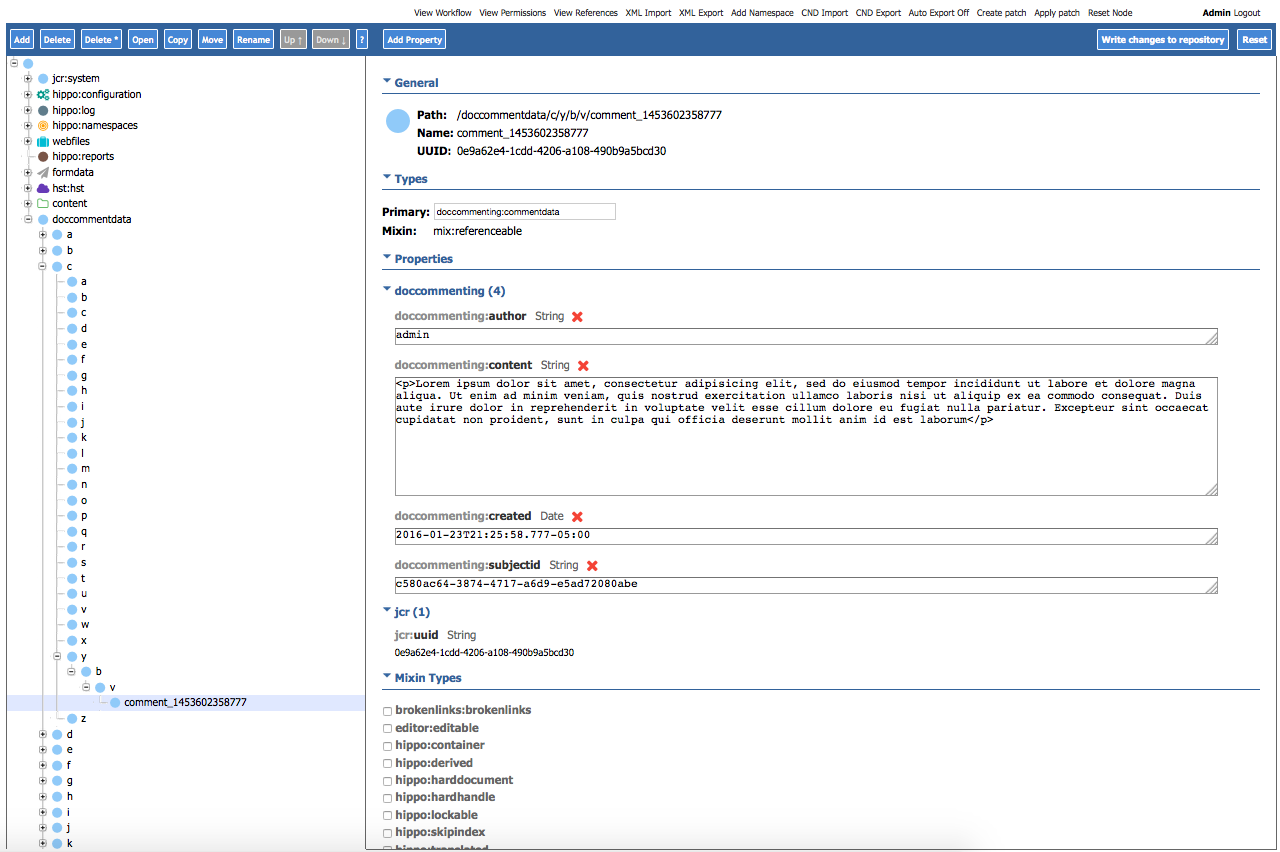 View Workflow View Permissions View References XML Import XML Export Add Namespace CND Import CND Export Auto Export Off Create patch Apply patch Reset Node Admin Logout
Add Delete Delete * Open Copy Move Rename Up ↑ Down ↓ ? Add Property Write changes to repository Reset
jcr:system
hippo:configuration
hippo:log
hippo:namespaces
webfiles
hippo:reports
formdata
hst:hst
content
doccommentdata
a
b
c
a
b
c
d
e
f
g
h
i
j
k
l
m
n
o
p
q
r
s
t
u
v
w
x
y
b
v
comment_1453602358777
z
d
e
f
g
h
i
j
k
General
Path: /doccommentdata/c/y/b/v/comment_1453602358777
Name: comment_1453602358777
UUID: 0e9a62e4-1cdd-4206-a108-490b9a5bcd30
Types
Primary: doccommenting:commentdata
Mixin: mix:referenceable
Properties
doccommenting (4)
doccommenting:author String
admin
doccommenting:content String
<p>Lorem ipsum dolor sit amet, consectetur adipisicing elit, sed do eiusmod tempor incididunt ut labore et dolore magna
aliqua. Ut enim ad minim veniam, quis nostrud exercitation ullamco laboris nisi ut aliquip ex ea commodo consequat. Duis
aute irure dolor in reprehenderit in voluptate velit esse cillum dolore eu fugiat nulla pariatur. Excepteur sint occaecat
cupidatat non proident, sunt in culpa qui officia deserunt mollit anim id est laborum</p>
doccommenting:created Date
2016-01-23T21:25:58.777-05:00
doccommenting:subjectid String
c580ac64-3874-4717-a6d9-e5ad72080abe
jcr (1)
jcr:uuid String
0e9a62e4-1cdd-4206-a108-490b9a5bcd30
Mixin Types
brokenlinks:brokenlinks
editor:editable
hippo:container
hippo:derived
hippo:harddocument
hippo:hardhandle
hippo:lockable
hippo:skipindex
hippo:translated